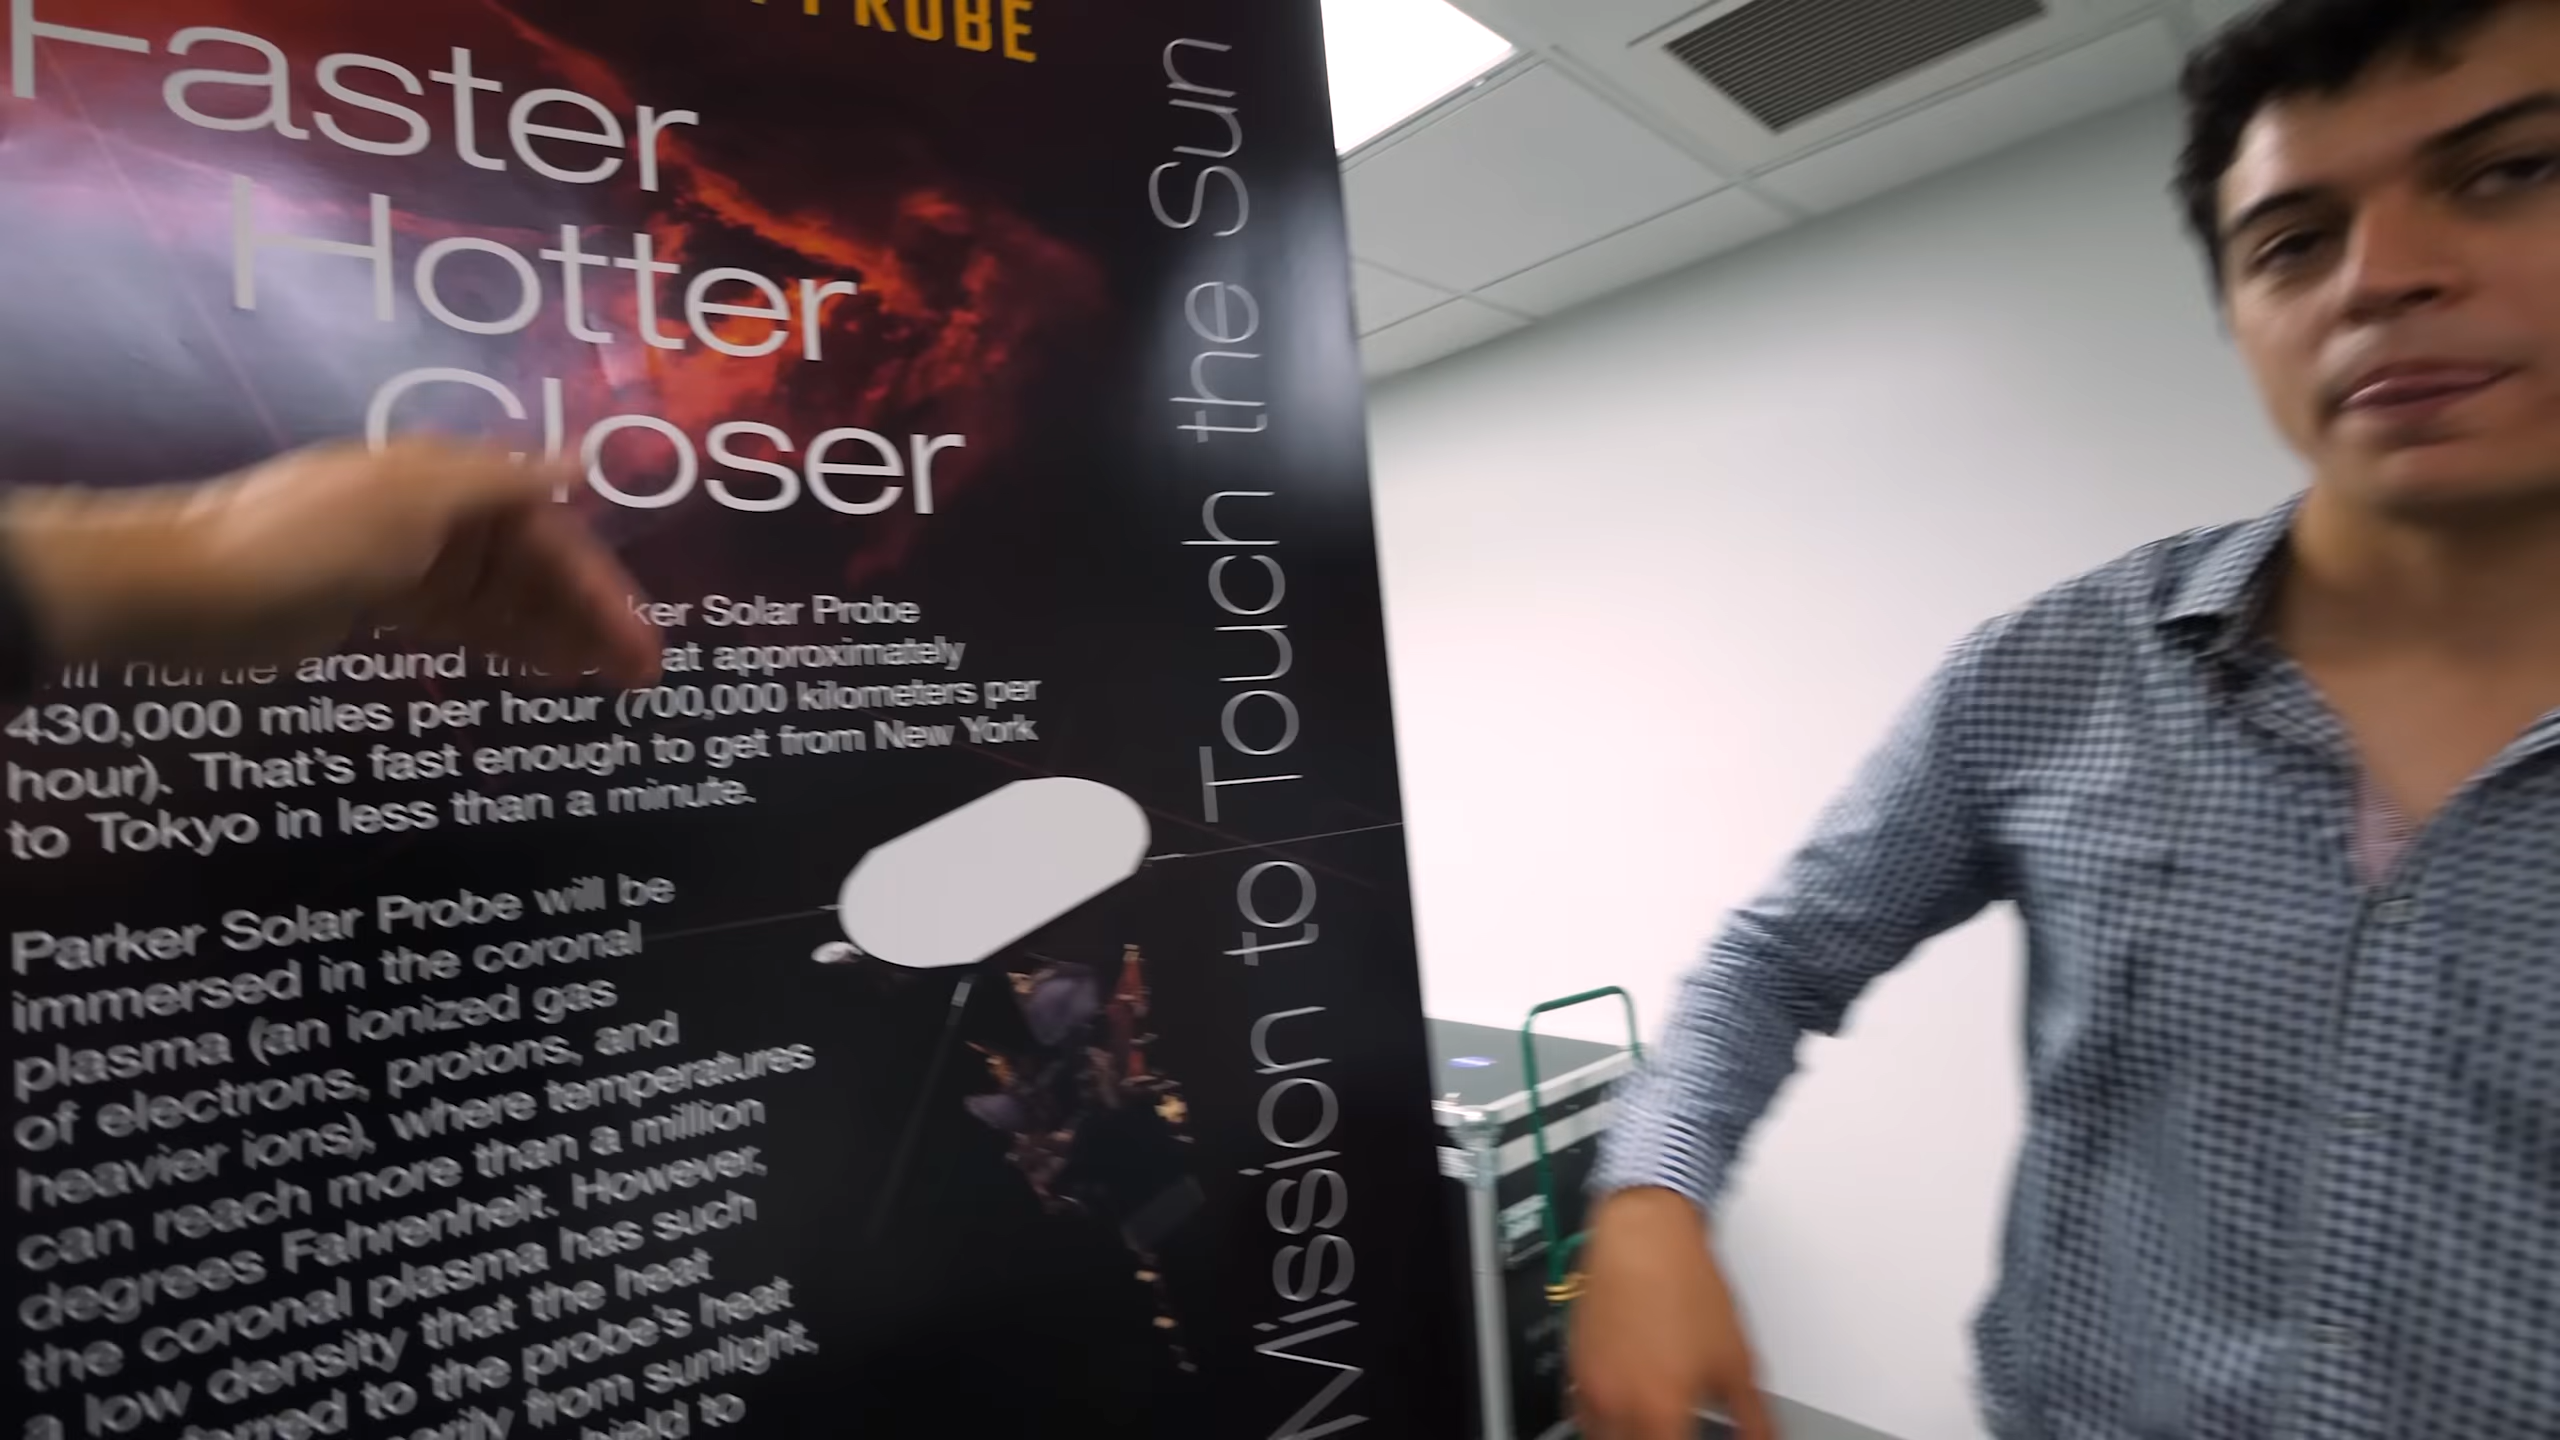 PROBE
Faster
Hotter
Closer
Solar Probe
hurtle around at approximately
430,000 miles per hour (700,000 kilometers per
hour). That's fast enough to get from New York
to Tokyo in less than a minute.
Parker Solar Probe will be
immersed in the coronal
plasma (an ionized gas
of electrons, protons, and
heavier ions), where temperatures
can reach more than a million
degrees Fahrenheit. However,
the coronal plasma has such
a low density that the heat
to the probe's heat
from sunlight,
to
Mission to Touch the Sun